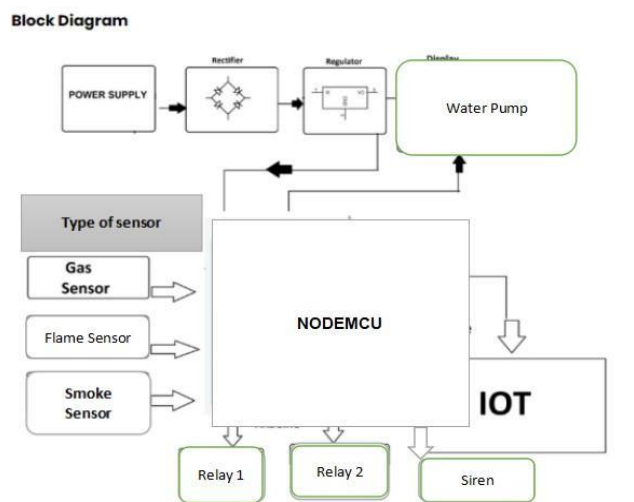 Block Diagram
Rectifier
Regulator
Display
POWER SUPPLY
Water Pump
Type of sensor
Gas
Sensor
NODEMCU
Flame Sensor
Smoke
Sensor
IOT
Relay 1
Relay 2
Siren